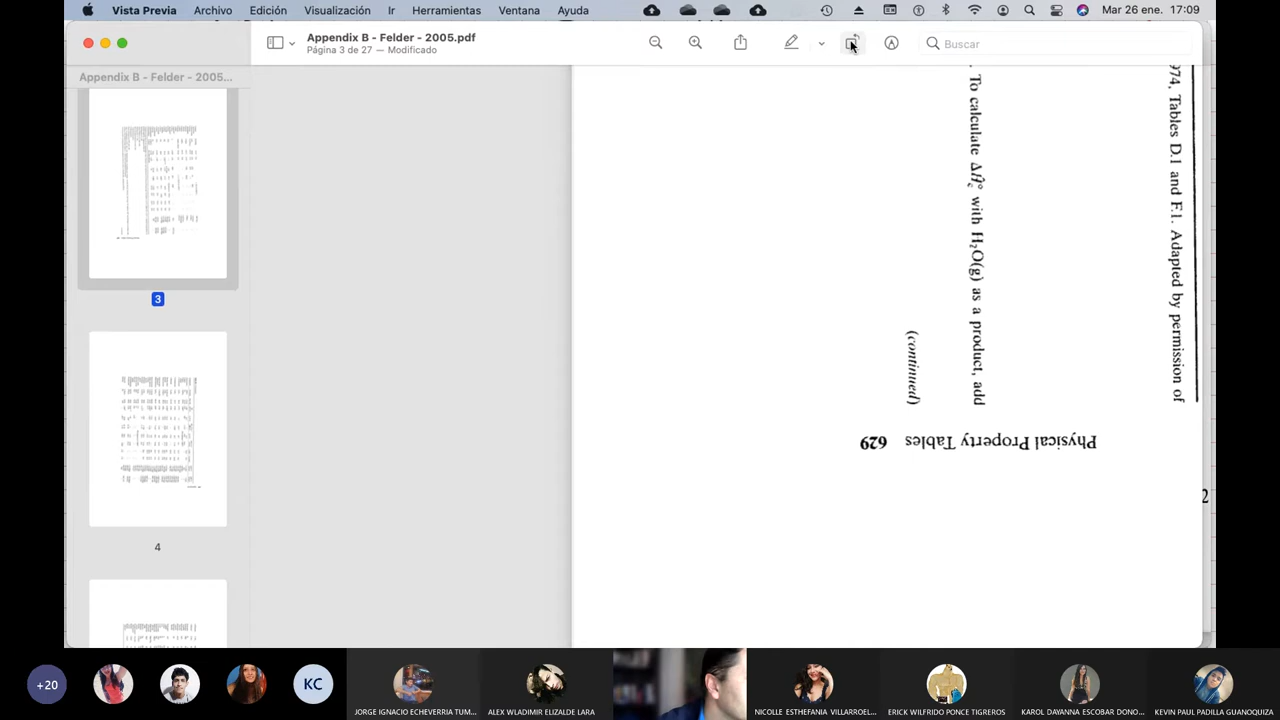 Vista Previa Archivo Edición Visualización Ir Herramientas Ventana Ayuda Mar 26 ene. 17:09
Appendix B - Felder - 2005.pdf
Página 3 de 27 — Modificado
Buscar
Appendix B - Felder - 2005...
3
4
974, Tables D.1 and F.1. Adapted by permission of
. To calculate ΔĤ°c with H₂O(g) as a product, add
(continued)
Physical Property Tables 629
2
+20
KC
JORGE IGNACIO ECHEVERRIA TUM...
ALEX WLADIMIR ELIZALDE LARA
NICOLLE ESTHEFANIA VILLARROEL...
ERICK WILFRIDO PONCE TIGREROS
KAROL DAYANNA ESCOBAR DONO...
KEVIN PAUL PADILLA GUANOQUIZA